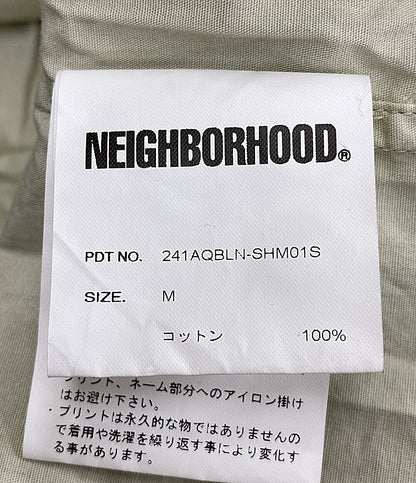 NEIGHBORHOOD®
PDT NO. 241AQBLN-SHM01S
SIZE. M
コットン 100%
プリント、ネーム部分へのアイロン掛け
はお避け下さい。
・プリントは永久的な物ではありませんの
で着用や洗濯を繰り返す事により変化す
る事があります。